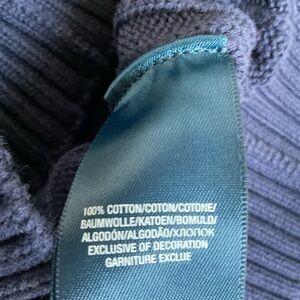 100% COTTON/COTON/COTONE/
BAUMWOLLE/KATOEN/BOMULD/
ALGODÓN/ALGODÃO/ХЛОПОК
EXCLUSIVE OF DECORATION
GARNITURE EXCLUE